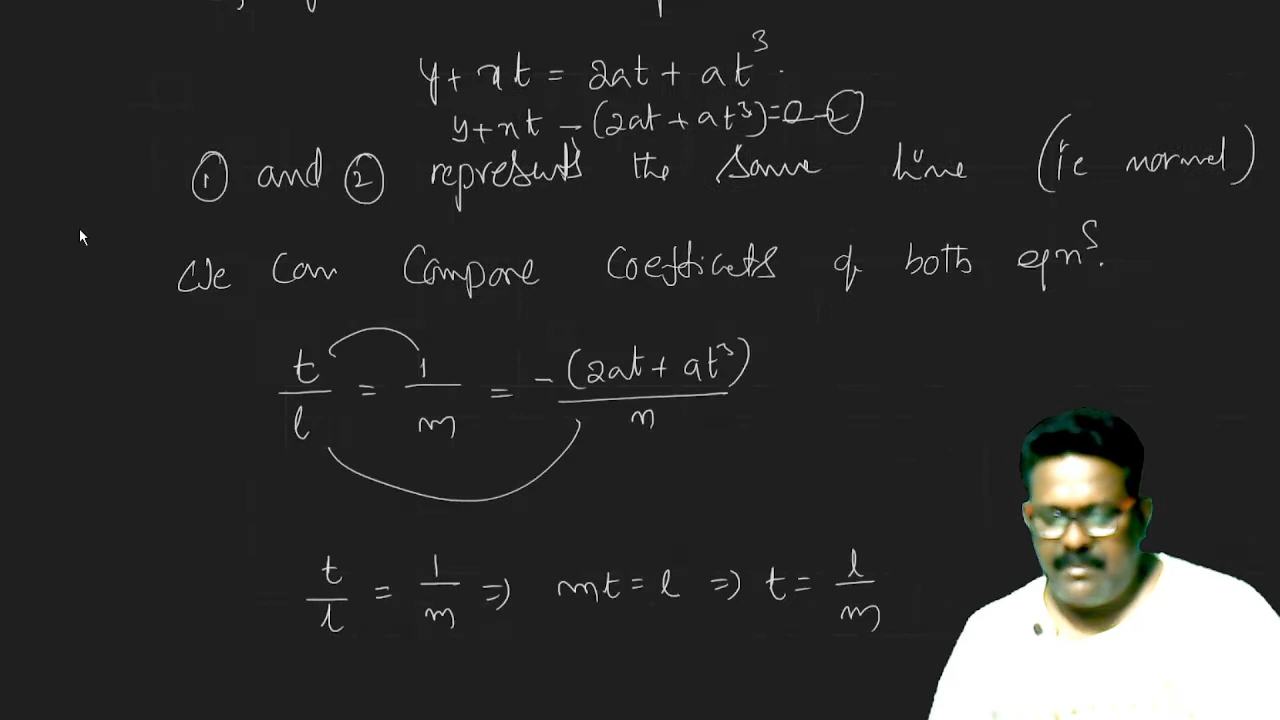 y + xt = 2at + at³.
y + xt - (2at + at³) = 0 - ②
① and ② represents the same line (ie normal)
We can Compare Coefficients of both eqnS.
t/l = 1/m = -(2at + at³)/n
t/l = 1/m ⇒ mt = l ⇒ t = l/m